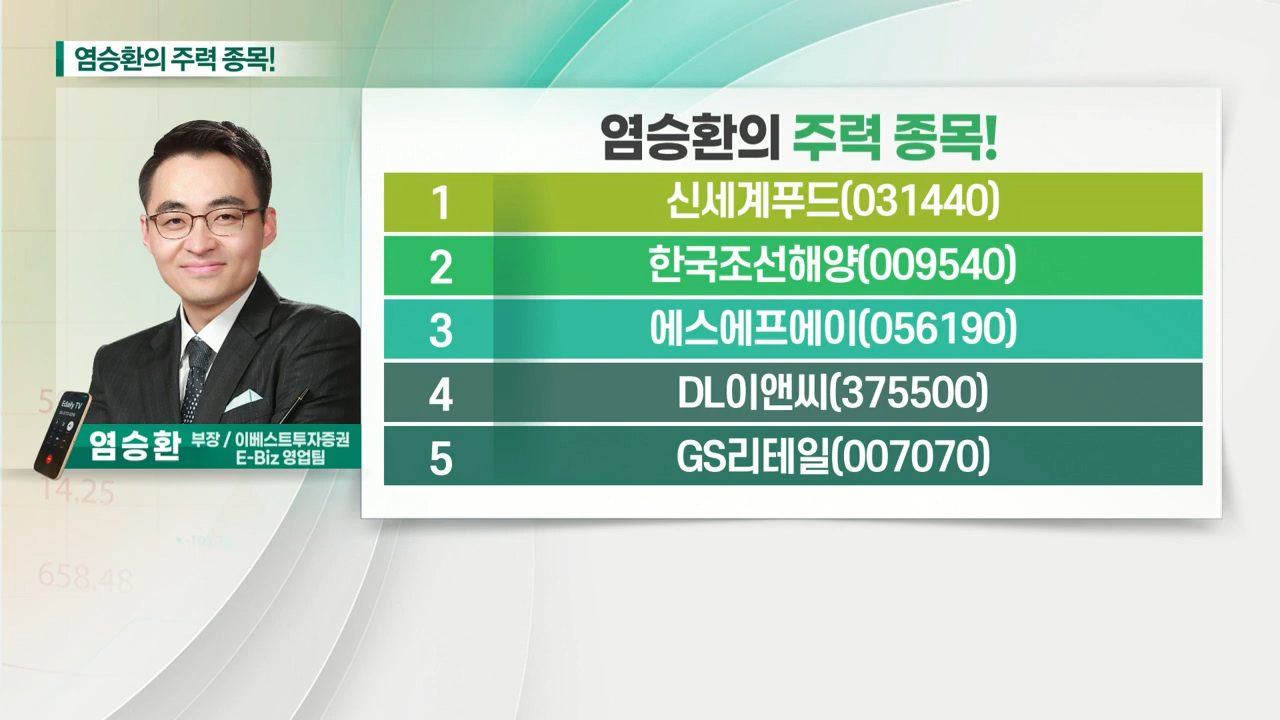 염승환의 주력 종목!
염승환의 주력 종목!
1 신세계푸드(031440)
2 한국조선해양(009540)
3 에스에프에이(056190)
4 DL이앤씨(375500)
5 GS리테일(007070)
Edaily TV
염승환 부장 / 이베스트투자증권
E-Biz 영업팀
14.25
658.48